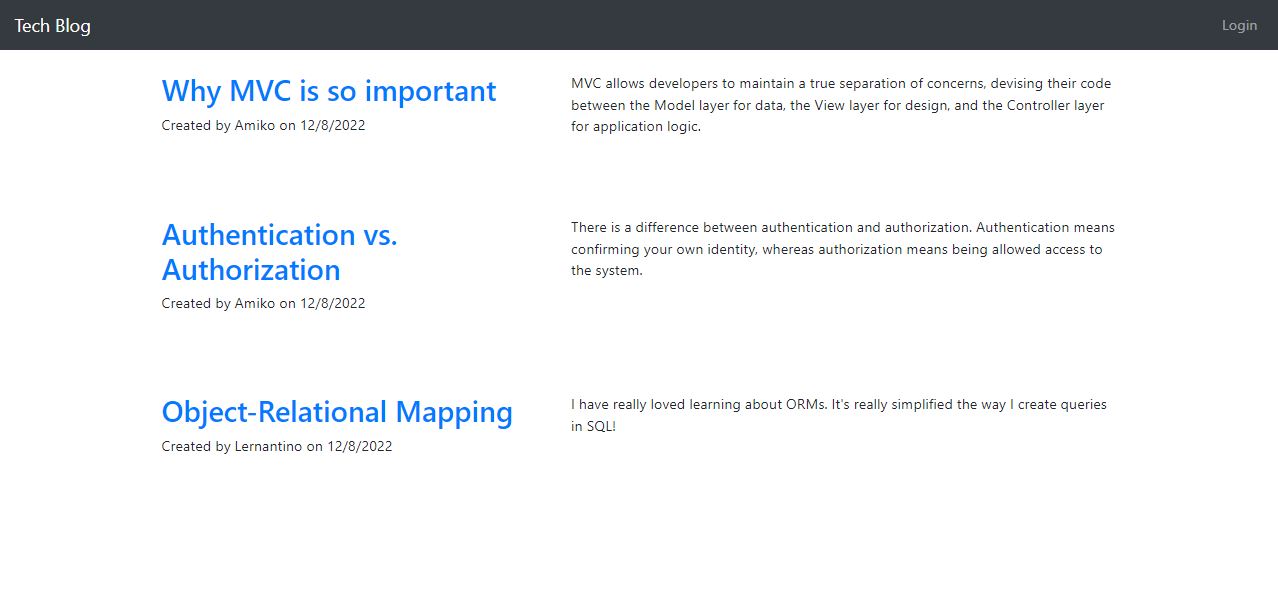 Tech Blog
Login
Why MVC is so important
Created by Amiko on 12/8/2022
MVC allows developers to maintain a true separation of concerns, devising their code
between the Model layer for data, the View layer for design, and the Controller layer
for application logic.
Authentication vs.
Authorization
Created by Amiko on 12/8/2022
There is a difference between authentication and authorization. Authentication means
confirming your own identity, whereas authorization means being allowed access to
the system.
Object-Relational Mapping
Created by Lernantino on 12/8/2022
I have really loved learning about ORMs. It's really simplified the way I create queries
in SQL!